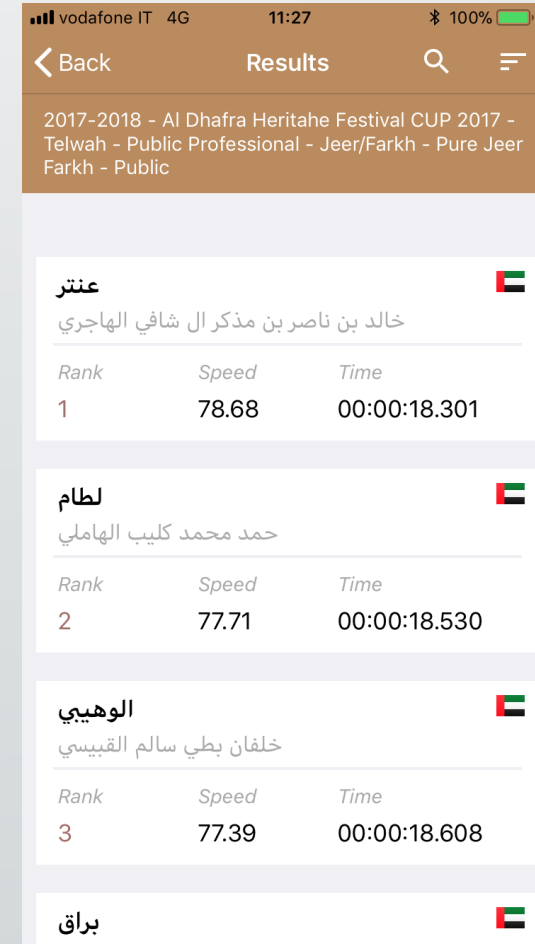 vodafone IT 4G 11:27 100%
Back Results
2017-2018 - Al Dhafra Heritahe Festival CUP 2017 -
Telwah - Public Professional - Jeer/Farkh - Pure Jeer
Farkh - Public
عنتر
خالد بن ناصر بن مذكر ال شافي الهاجري
Rank Speed Time
1 78.68 00:00:18.301
لطام
حمد محمد كليب الهاملي
Rank Speed Time
2 77.71 00:00:18.530
الوهيبي
خلفان بطي سالم القبيسي
Rank Speed Time
3 77.39 00:00:18.608
براق